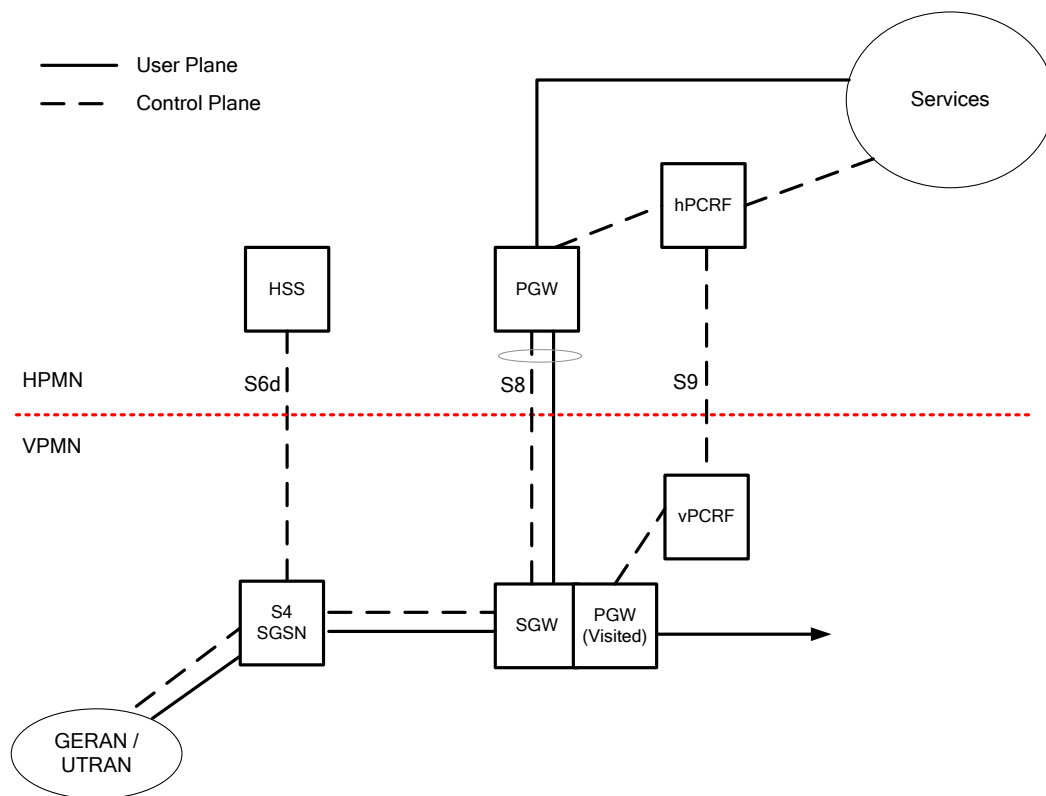 User Plane
Control Plane
Services
hPCRF
HSS
PGW
HPMN
S6d
S8
S9
VPMN
vPCRF
S4
SGSN
SGW
PGW
(Visited)
GERAN /
UTRAN